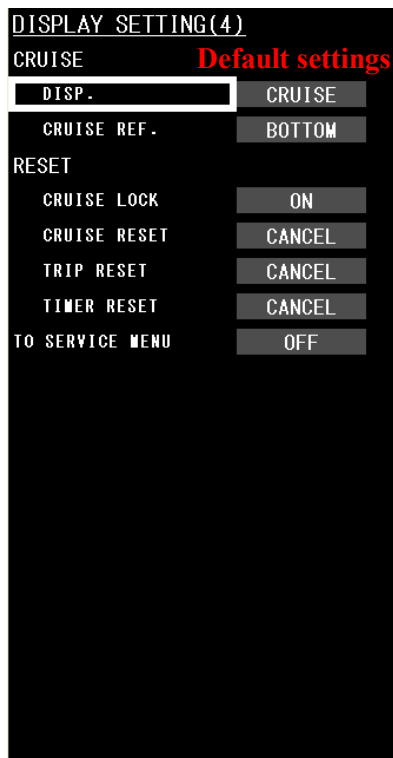 DISPLAY SETTING(4)
CRUISE Default settings
DISP. CRUISE
CRUISE REF. BOTTOM
RESET
CRUISE LOCK ON
CRUISE RESET CANCEL
TRIP RESET CANCEL
TIMER RESET CANCEL
TO SERVICE MENU OFF